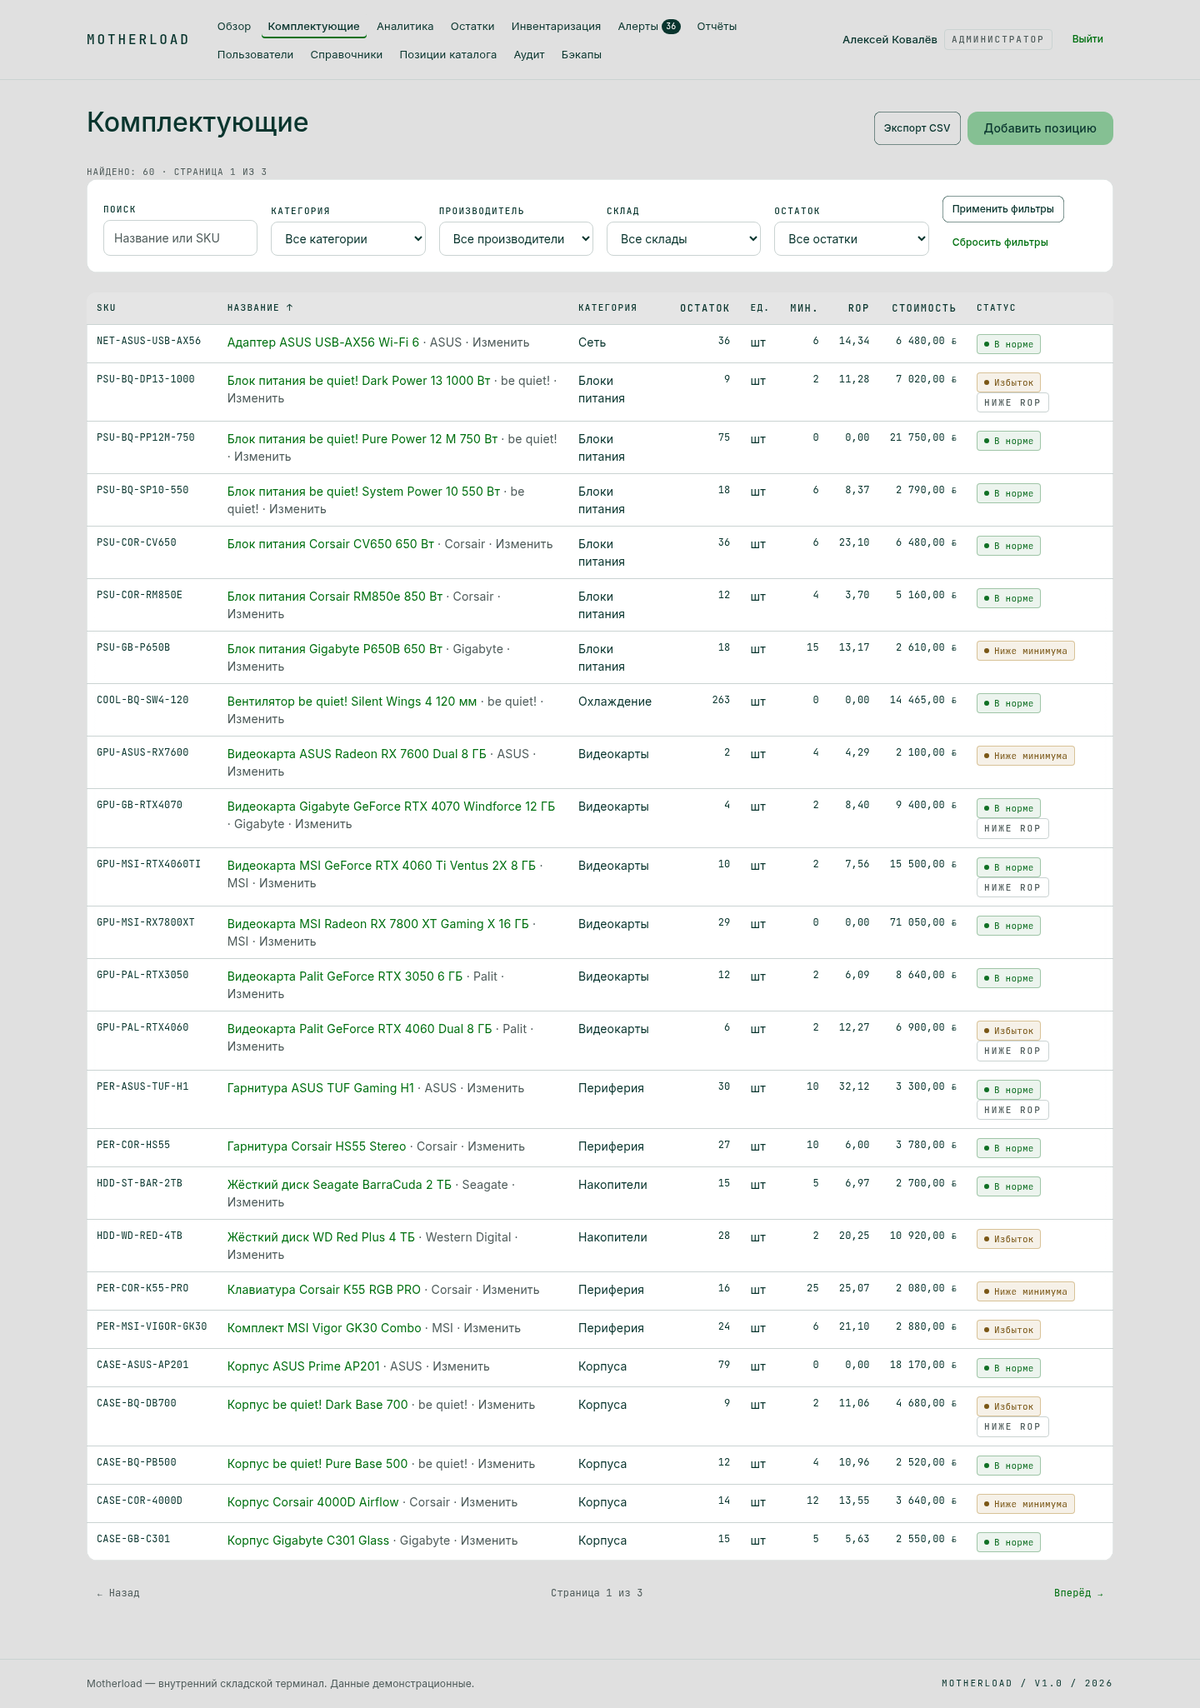 MOTHERLOAD
Обзор Комплектующие Аналитика Остатки Инвентаризация Алерты 36 Отчёты
Пользователи Справочники Позиции каталога Аудит Бэкапы
Алексей Ковалёв АДМИНИСТРАТОР Выйти
Комплектующие
Экспорт CSV Добавить позицию
НАЙДЕНО: 60 · СТРАНИЦА 1 ИЗ 3
ПОИСК КАТЕГОРИЯ ПРОИЗВОДИТЕЛЬ СКЛАД ОСТАТОК
Название или SKU Все категории Все производители Все склады Все остатки
Применить фильтры
Сбросить фильтры
SKU НАЗВАНИЕ ↑ КАТЕГОРИЯ ОСТАТОК ЕД. МИН. ROP СТОИМОСТЬ СТАТУС
NET-ASUS-USB-AX56 Адаптер ASUS USB-AX56 Wi-Fi 6 · ASUS · Изменить Сеть 36 шт 6 14,34 6 480,00 В норме
PSU-BQ-DP13-1000 Блок питания be quiet! Dark Power 13 1000 Вт · be quiet! · Блоки 9 шт 2 11,28 7 020,00 Избыток
Изменить питания НИЖЕ ROP
PSU-BQ-PP12M-750 Блок питания be quiet! Pure Power 12 M 750 Вт · be quiet! Блоки 75 шт 0 0,00 21 750,00 В норме
· Изменить питания
PSU-BQ-SP10-550 Блок питания be quiet! System Power 10 550 Вт · be Блоки 18 шт 6 8,37 2 790,00 В норме
quiet! · Изменить питания
PSU-COR-CV650 Блок питания Corsair CV650 650 Вт · Corsair · Изменить Блоки 36 шт 6 23,10 6 480,00 В норме
питания
PSU-COR-RM850E Блок питания Corsair RM850e 850 Вт · Corsair · Блоки 12 шт 4 3,70 5 160,00 В норме
Изменить питания
PSU-GB-P650B Блок питания Gigabyte P650B 650 Вт · Gigabyte · Блоки 18 шт 15 13,17 2 610,00 Ниже минимума
Изменить питания
COOL-BQ-SW4-120 Вентилятор be quiet! Silent Wings 4 120 мм · be quiet! · Охлаждение 263 шт 0 0,00 14 465,00 В норме
Изменить
GPU-ASUS-RX7600 Видеокарта ASUS Radeon RX 7600 Dual 8 ГБ · ASUS · Видеокарты 2 шт 4 4,29 2 100,00 Ниже минимума
Изменить
GPU-GB-RTX4070 Видеокарта Gigabyte GeForce RTX 4070 Windforce 12 ГБ Видеокарты 4 шт 2 8,40 9 400,00 В норме
· Gigabyte · Изменить НИЖЕ ROP
GPU-MSI-RTX4060TI Видеокарта MSI GeForce RTX 4060 Ti Ventus 2X 8 ГБ · Видеокарты 10 шт 2 7,56 15 500,00 В норме
MSI · Изменить НИЖЕ ROP
GPU-MSI-RX7800XT Видеокарта MSI Radeon RX 7800 XT Gaming X 16 ГБ · Видеокарты 29 шт 0 0,00 71 050,00 В норме
MSI · Изменить
GPU-PAL-RTX3050 Видеокарта Palit GeForce RTX 3050 6 ГБ · Palit · Видеокарты 12 шт 2 6,09 8 640,00 В норме
Изменить
GPU-PAL-RTX4060 Видеокарта Palit GeForce RTX 4060 Dual 8 ГБ · Palit · Видеокарты 6 шт 2 12,27 6 900,00 Избыток
Изменить НИЖЕ ROP
PER-ASUS-TUF-H1 Гарнитура ASUS TUF Gaming H1 · ASUS · Изменить Периферия 30 шт 10 32,12 3 300,00 В норме
НИЖЕ ROP
PER-COR-HS55 Гарнитура Corsair HS55 Stereo · Corsair · Изменить Периферия 27 шт 10 6,00 3 780,00 В норме
HDD-ST-BAR-2TB Жёсткий диск Seagate BarraCuda 2 ТБ · Seagate · Накопители 15 шт 5 6,97 2 700,00 В норме
Изменить
HDD-WD-RED-4TB Жёсткий диск WD Red Plus 4 ТБ · Western Digital · Накопители 28 шт 2 20,25 10 920,00 Избыток
Изменить
PER-COR-K55-PRO Клавиатура Corsair K55 RGB PRO · Corsair · Изменить Периферия 16 шт 25 25,07 2 080,00 Ниже минимума
PER-MSI-VIGOR-GK30 Комплект MSI Vigor GK30 Combo · MSI · Изменить Периферия 24 шт 6 21,10 2 880,00 Избыток
CASE-ASUS-AP201 Корпус ASUS Prime AP201 · ASUS · Изменить Корпуса 79 шт 0 0,00 18 170,00 В норме
CASE-BQ-DB700 Корпус be quiet! Dark Base 700 · be quiet! · Изменить Корпуса 9 шт 2 11,06 4 680,00 Избыток
НИЖЕ ROP
CASE-BQ-PB500 Корпус be quiet! Pure Base 500 · be quiet! · Изменить Корпуса 12 шт 4 10,96 2 520,00 В норме
CASE-COR-4000D Корпус Corsair 4000D Airflow · Corsair · Изменить Корпуса 14 шт 12 13,55 3 640,00 Ниже минимума
CASE-GB-C301 Корпус Gigabyte C301 Glass · Gigabyte · Изменить Корпуса 15 шт 5 5,63 2 550,00 В норме
← Назад Страница 1 из 3 Вперёд →
Motherload — внутренний складской терминал. Данные демонстрационные. MOTHERLOAD / V1.0 / 2026